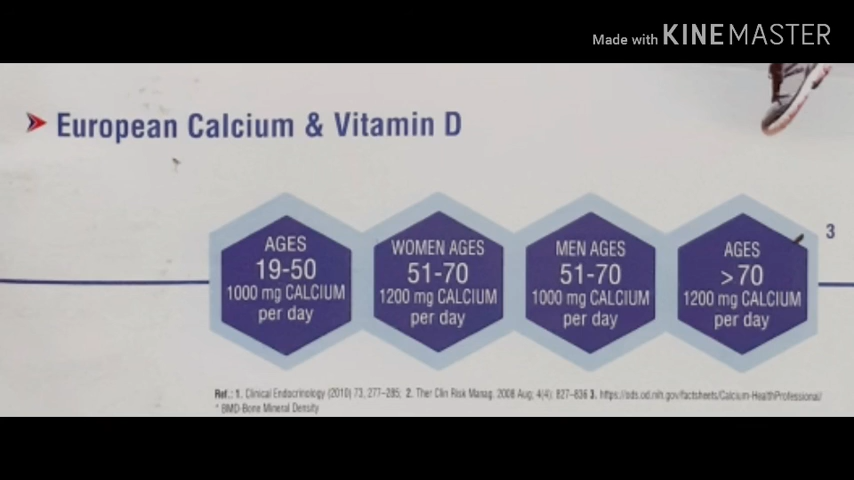 Made with KINEMASTER
European Calcium & Vitamin D
AGES
19-50
1000 mg CALCIUM
per day
WOMEN AGES
51-70
1200 mg CALCIUM
per day
MEN AGES
51-70
1000 mg CALCIUM
per day
AGES
>70
1200 mg CALCIUM
per day
3
Ref.: 1. Clinical Endocrinology (2010) 73, 277–285; 2. Ther Clin Risk Manag. 2008 Aug; 4(4): 827–836 3. https://ods.od.nih.gov/factsheets/Calcium-HealthProfessional/
* BMD-Bone Mineral Density